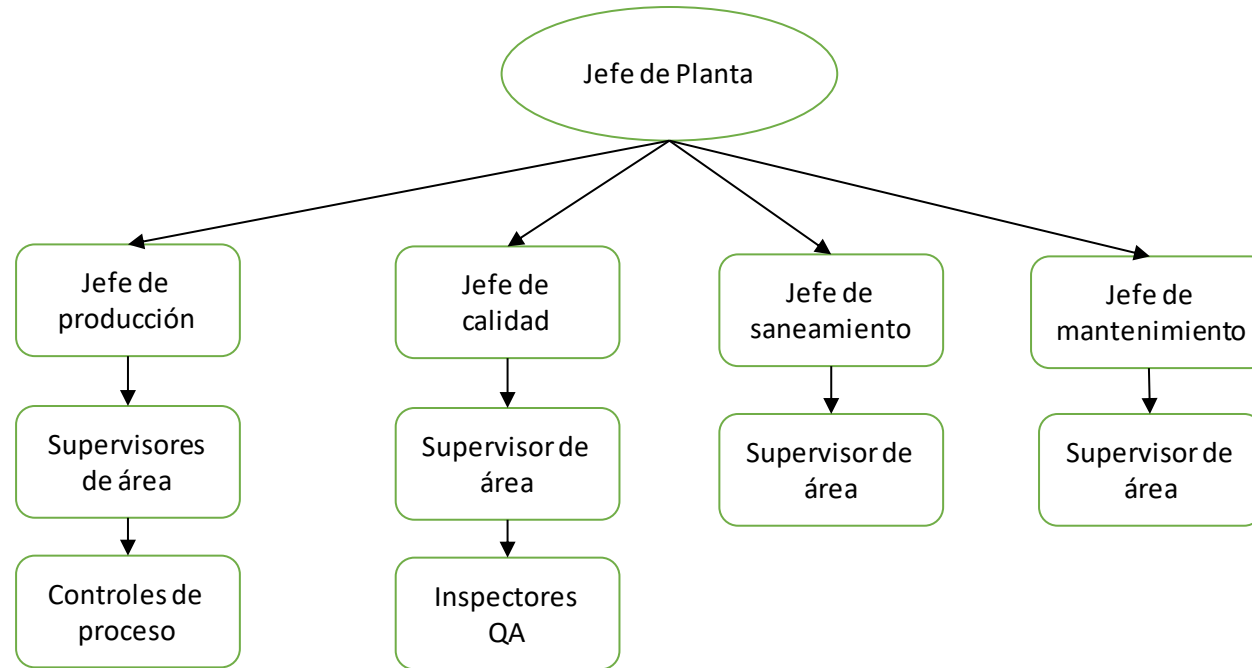 Jefe de Planta
Jefe de
producción
Jefe de
calidad
Jefe de
saneamiento
Jefe de
mantenimiento
Supervisores
de área
Supervisor de
área
Supervisor de
área
Supervisor de
área
Controles de
proceso
Inspectores
QA